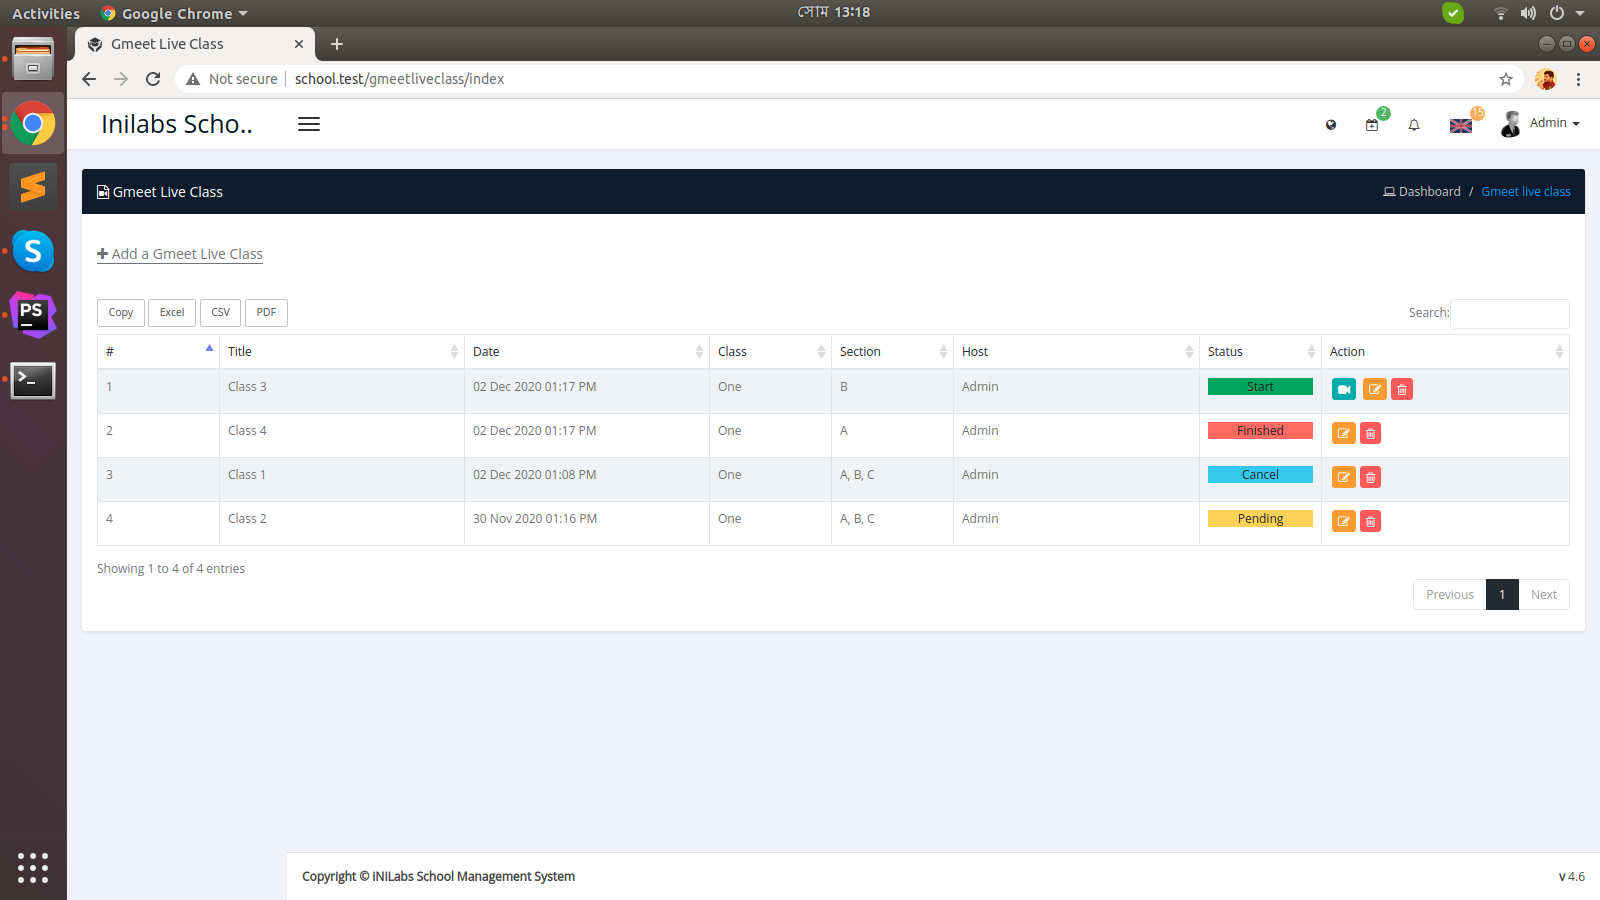 Activities Google Chrome সোম 13:18
Gmeet Live Class
Not secure school.test/gmeetliveclass/index
Inilabs Scho.. 2 15 Admin
Gmeet Live Class Dashboard / Gmeet live class
Add a Gmeet Live Class
Copy Excel CSV PDF Search:
# Title Date Class Section Host Status Action
1 Class 3 02 Dec 2020 01:17 PM One B Admin Start
2 Class 4 02 Dec 2020 01:17 PM One A Admin Finished
3 Class 1 02 Dec 2020 01:08 PM One A, B, C Admin Cancel
4 Class 2 30 Nov 2020 01:16 PM One A, B, C Admin Pending
Showing 1 to 4 of 4 entries
Previous 1 Next
Copyright © INILabs School Management System v 4.6
S
PS